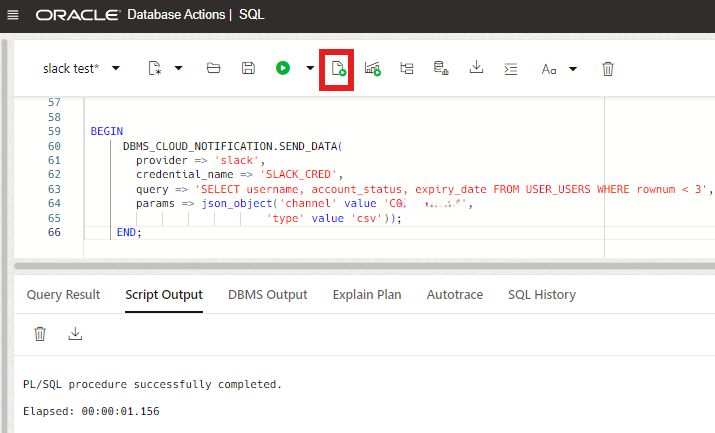 ORACLE Database Actions | SQL
slack test*
Aa
57
58
59 BEGIN
60 DBMS_CLOUD_NOTIFICATION.SEND_DATA(
61 provider => 'slack',
62 credential_name => 'SLACK_CRED',
63 query => 'SELECT username, account_status, expiry_date FROM USER_USERS WHERE rownum < 3',
64 params => json_object('channel' value 'C0
65 'type' value 'csv'));
66 END;
Query Result Script Output DBMS Output Explain Plan Autotrace SQL History
PL/SQL procedure successfully completed.
Elapsed: 00:00:01.156